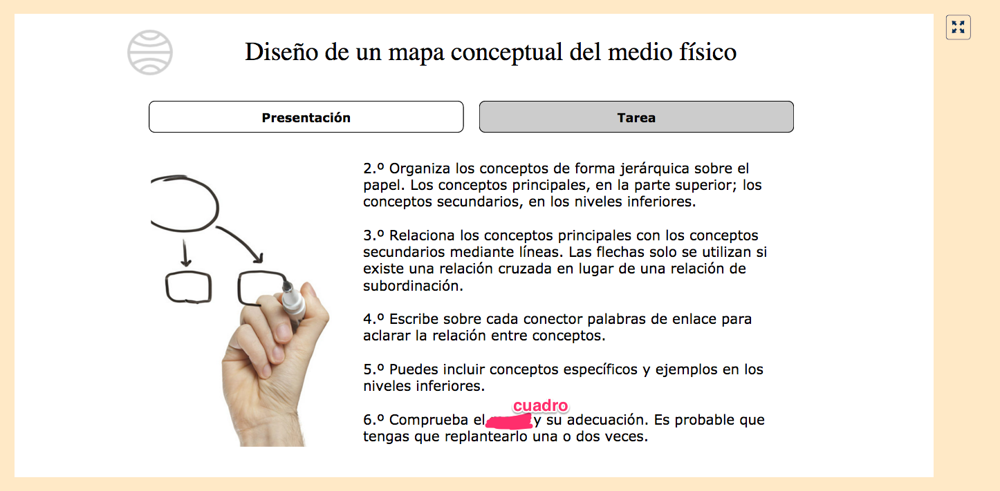 Diseño de un mapa conceptual del medio físico
Presentación
Tarea
2.º Organiza los conceptos de forma jerárquica sobre el
papel. Los conceptos principales, en la parte superior; los
conceptos secundarios, en los niveles inferiores.
3.º Relaciona los conceptos principales con los conceptos
secundarios mediante líneas. Las flechas solo se utilizan si
existe una relación cruzada en lugar de una relación de
subordinación.
4.º Escribe sobre cada conector palabras de enlace para
aclarar la relación entre conceptos.
5.º Puedes incluir conceptos específicos y ejemplos en los
niveles inferiores.
cuadro
6.º Comprueba el y su adecuación. Es probable que
tengas que replantearlo una o dos veces.